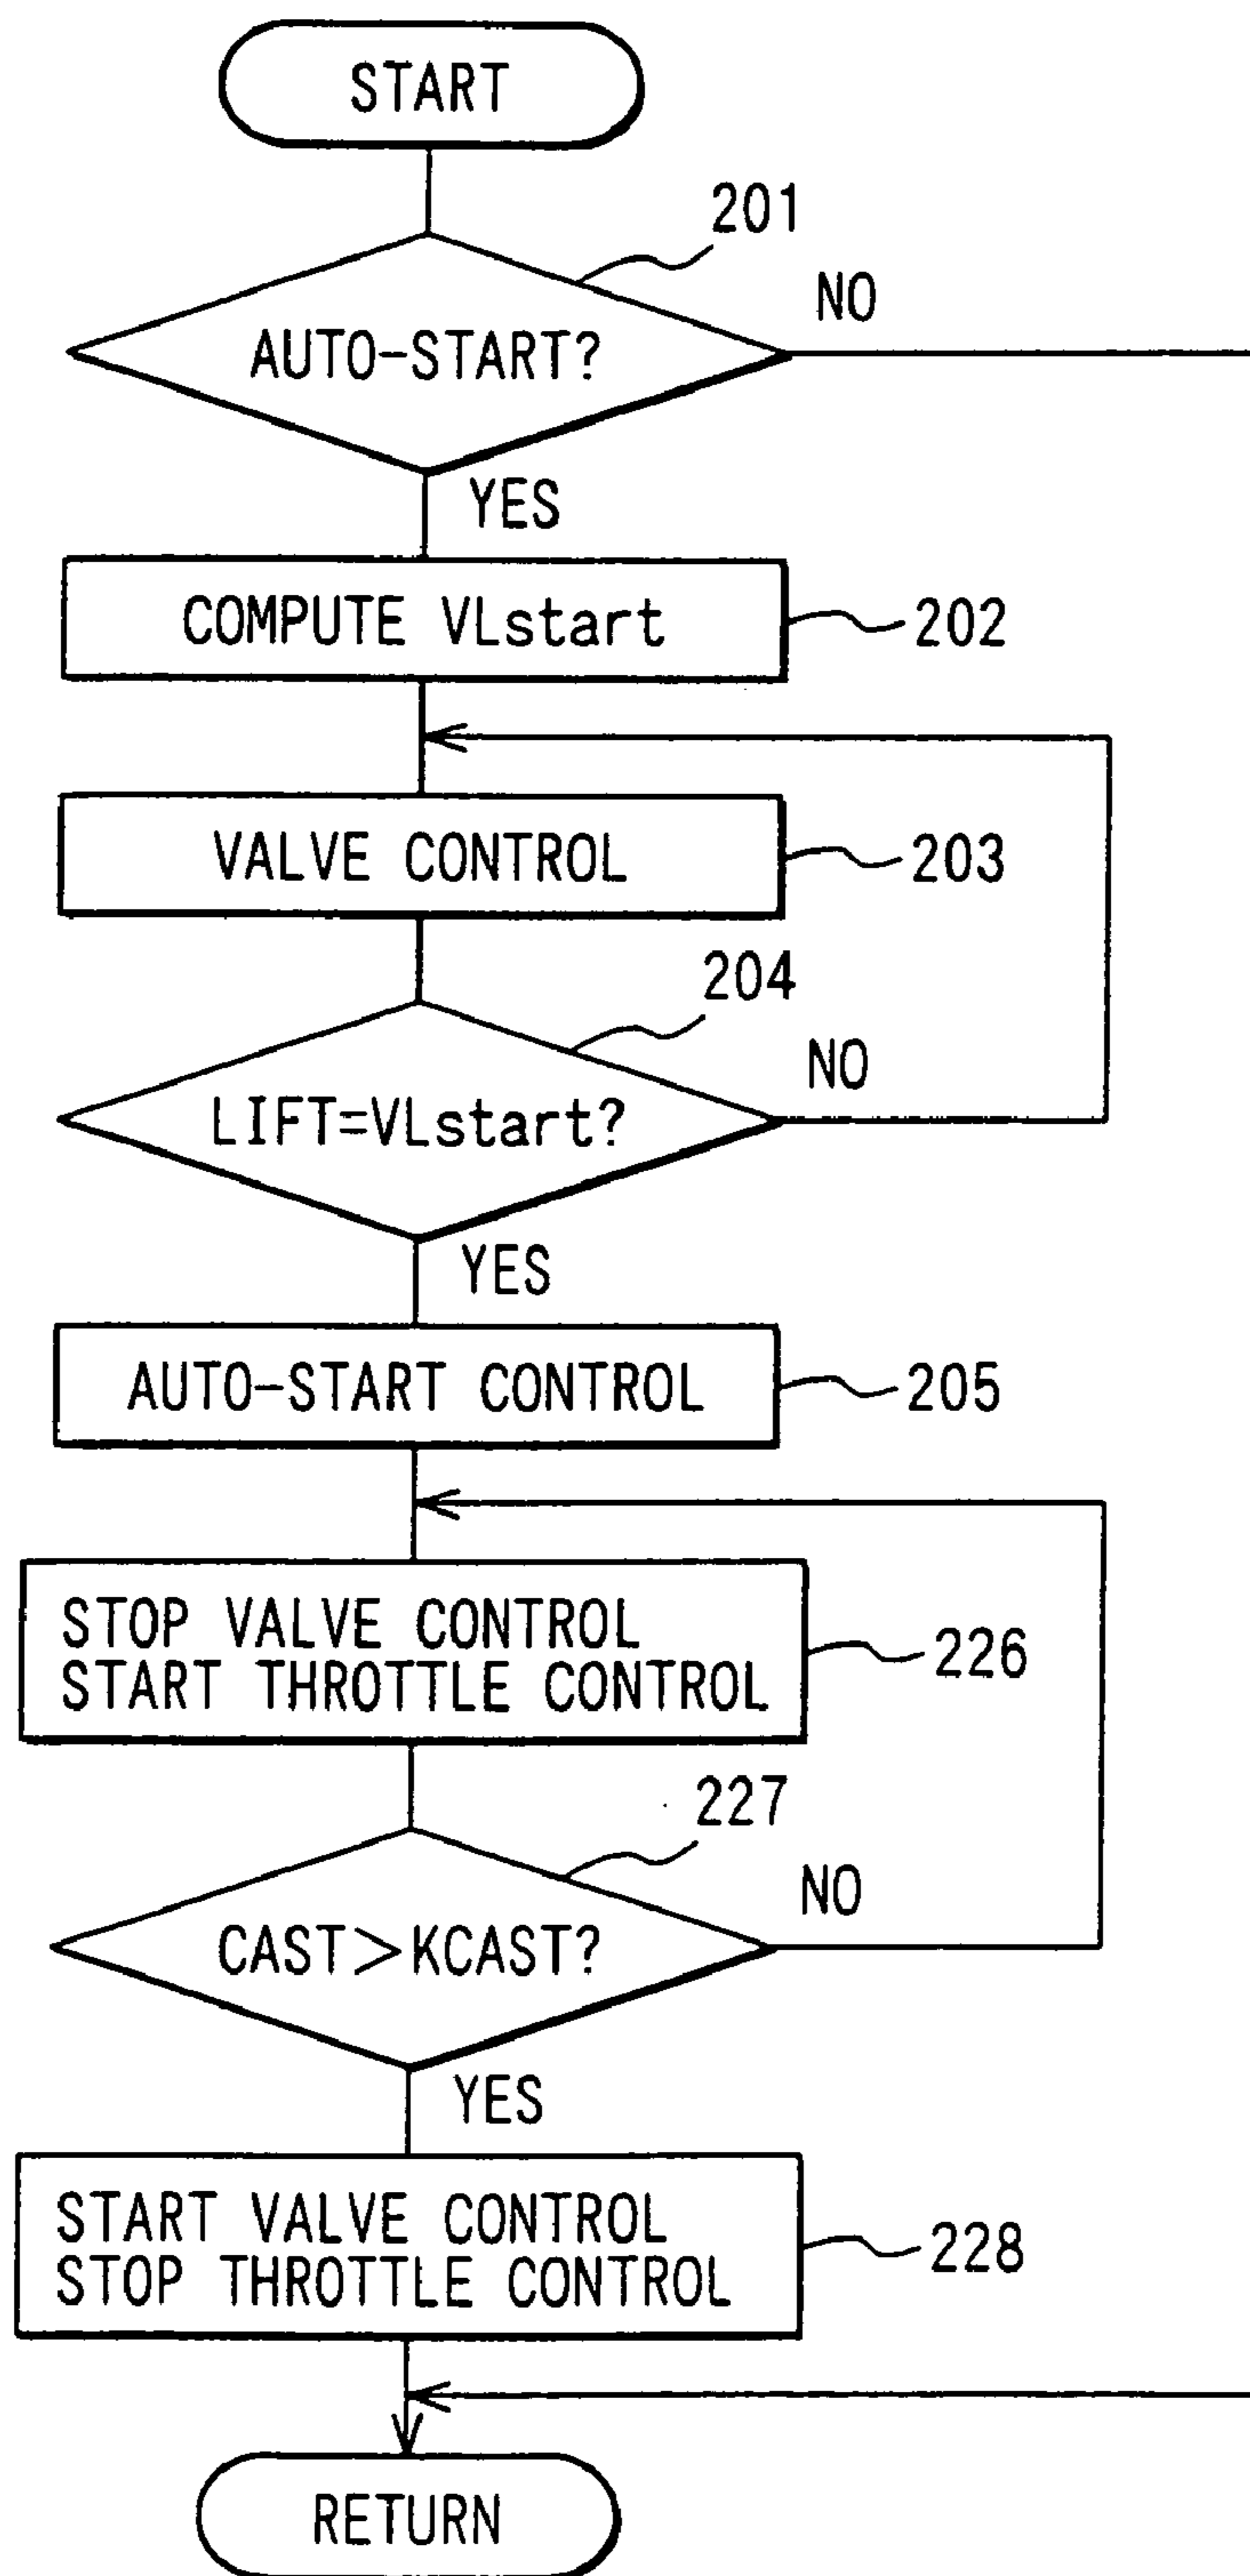 START
201
NO
AUTO-START?
YES
COMPUTE VLstart
202
VALVE CONTROL
203
204
NO
LIFT=VLstart?
YES
AUTO-START CONTROL
205
STOP VALVE CONTROL
START THROTTLE CONTROL
226
227
NO
CAST>KCAST?
YES
START VALVE CONTROL
STOP THROTTLE CONTROL
228
RETURN